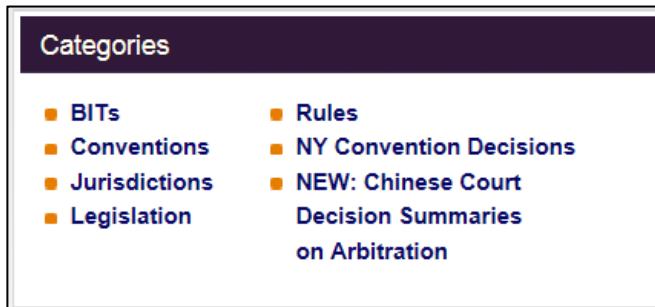 Categories
BITs
Conventions
Jurisdictions
Legislation
Rules
NY Convention Decisions
NEW: Chinese Court
Decision Summaries
on Arbitration